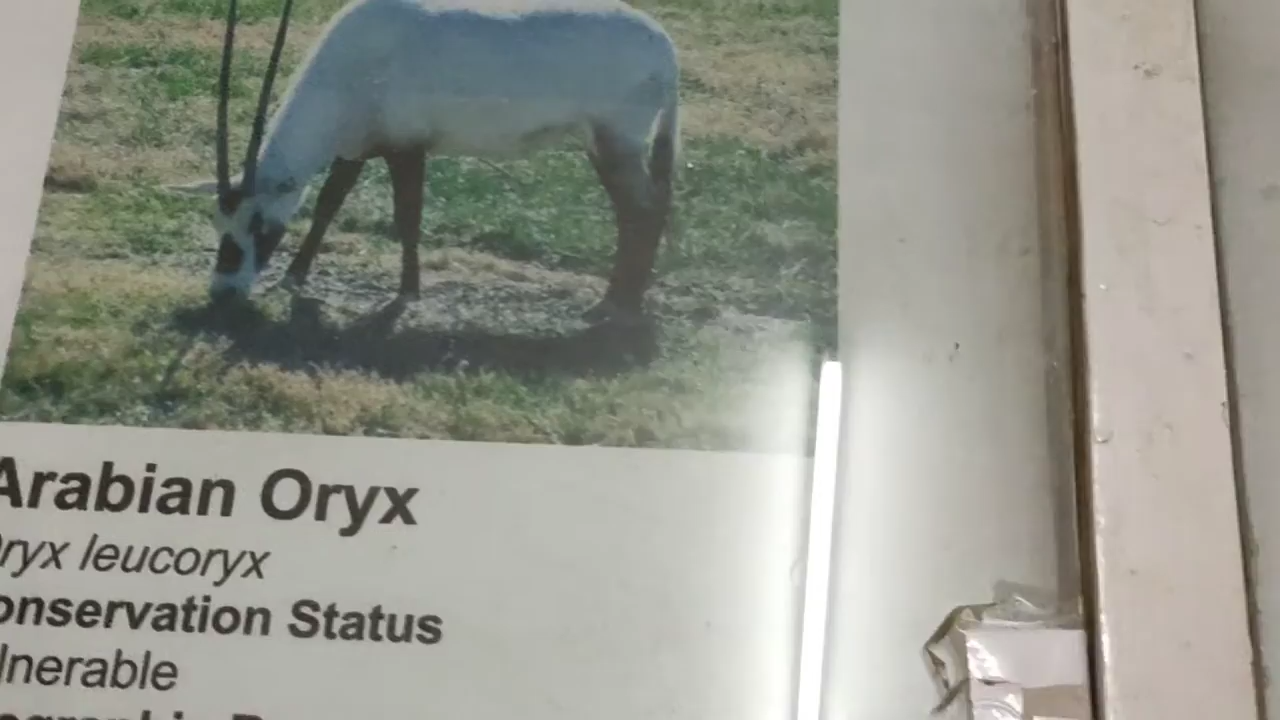 Arabian Oryx
ryx leucoryx
onservation Status
lnerable